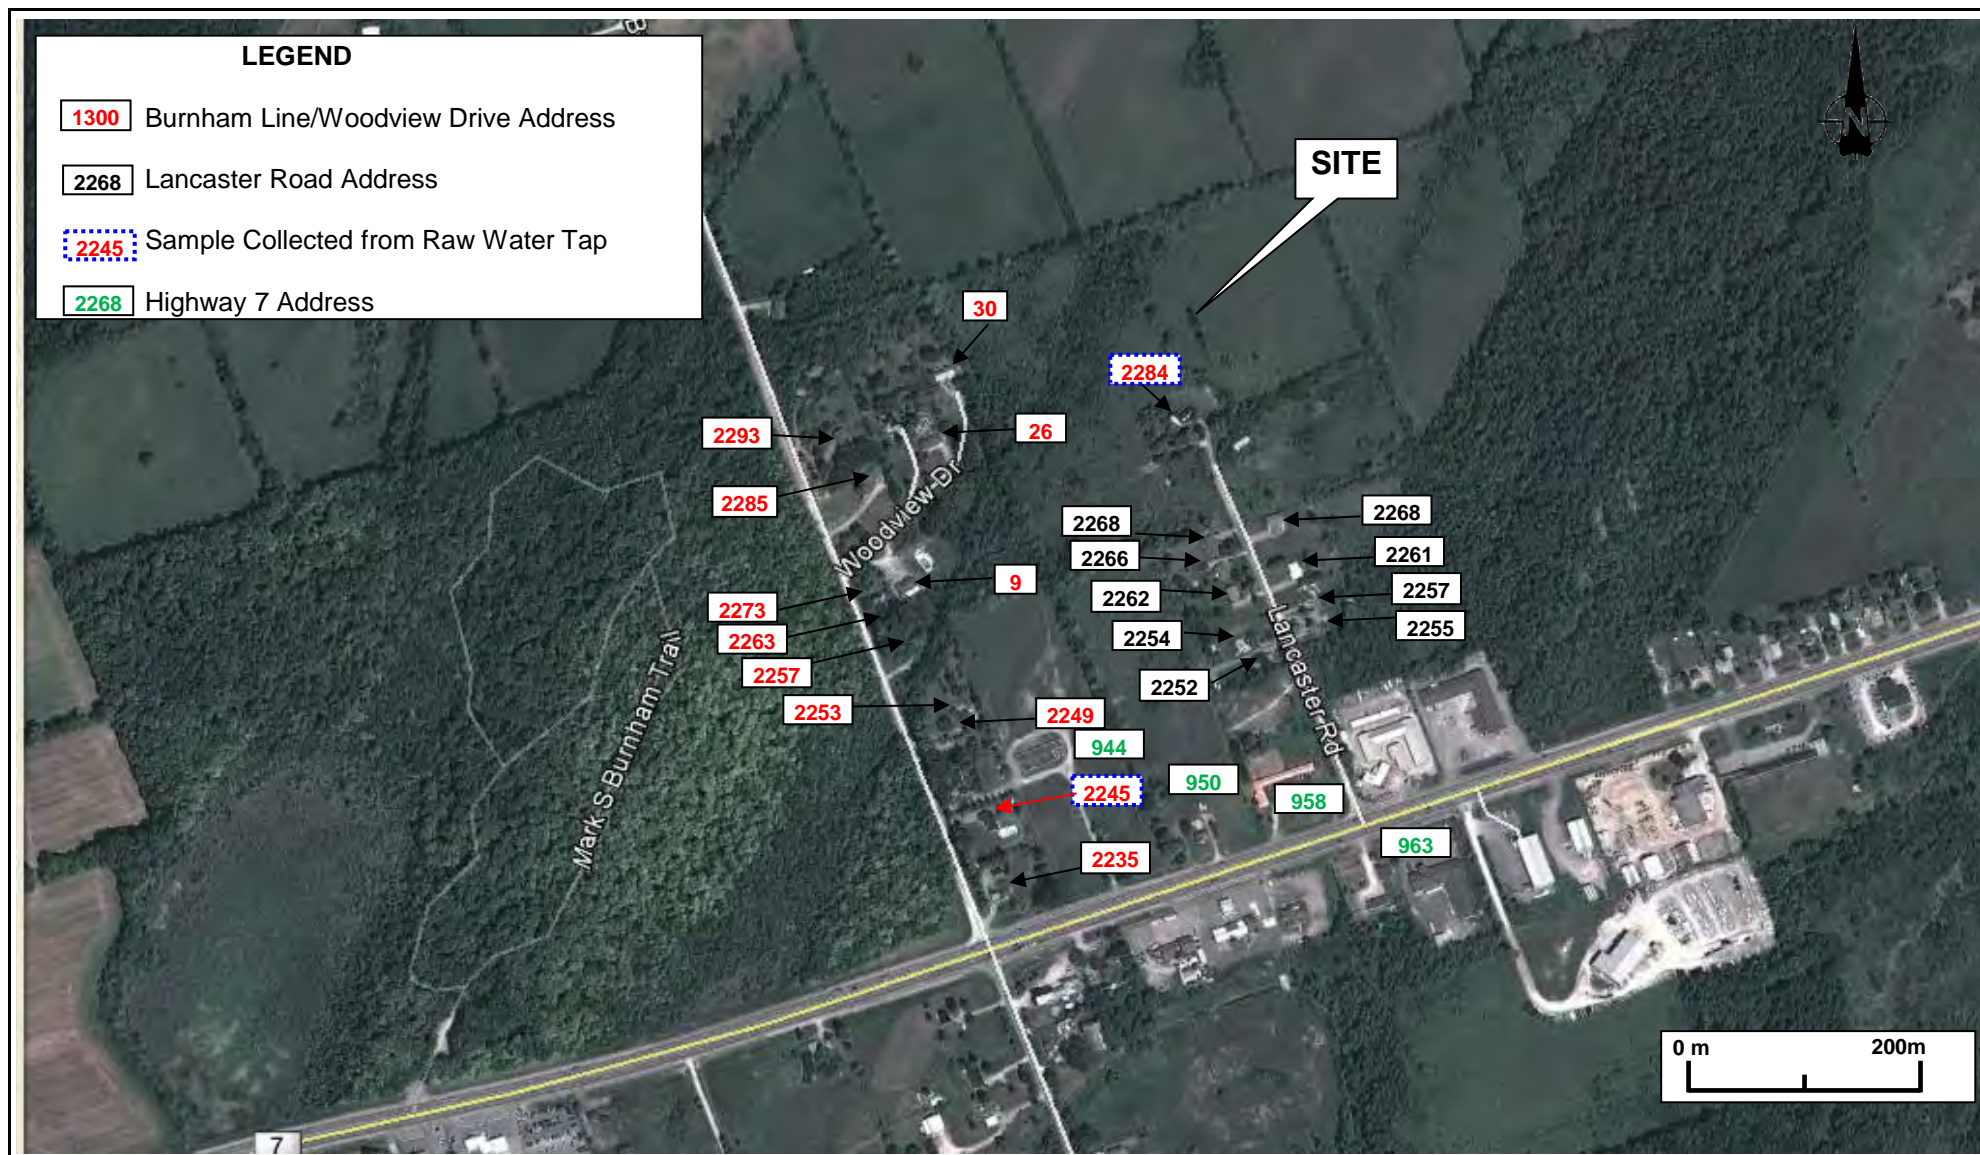 LEGEND
1300 Burnham Line/Woodview Drive Address
2268 Lancaster Road Address
2245 Sample Collected from Raw Water Tap
2268 Highway 7 Address
N
SITE
30
2284
2293
26
2285
Woodview Dr
2268
2268
2266
2261
9
2262
2257
2273
2255
2263
2254
2257
2252
Lancaster Rd
2253
2249
944
Mark S Burnham Trail
950
2245
958
963
2235
0 m 200m
7